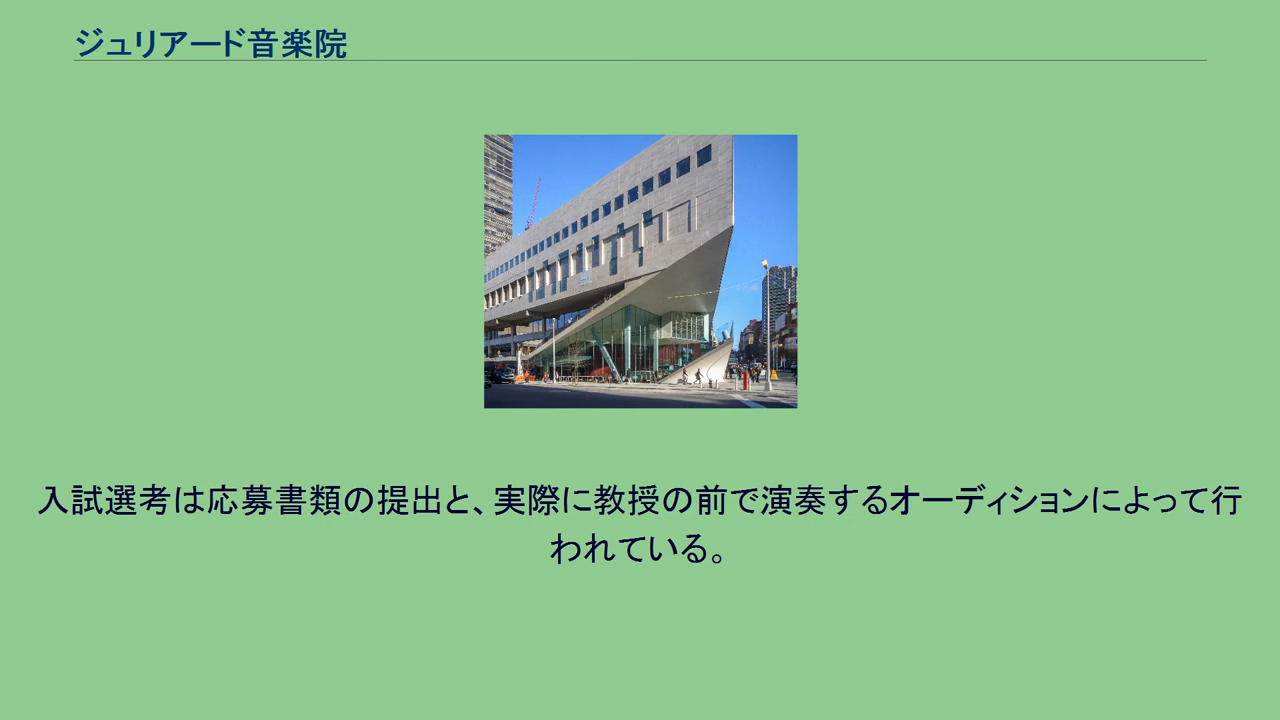 ジュリアード音楽院
入試選考は応募書類の提出と、実際に教授の前で演奏するオーディションによって行
われている。